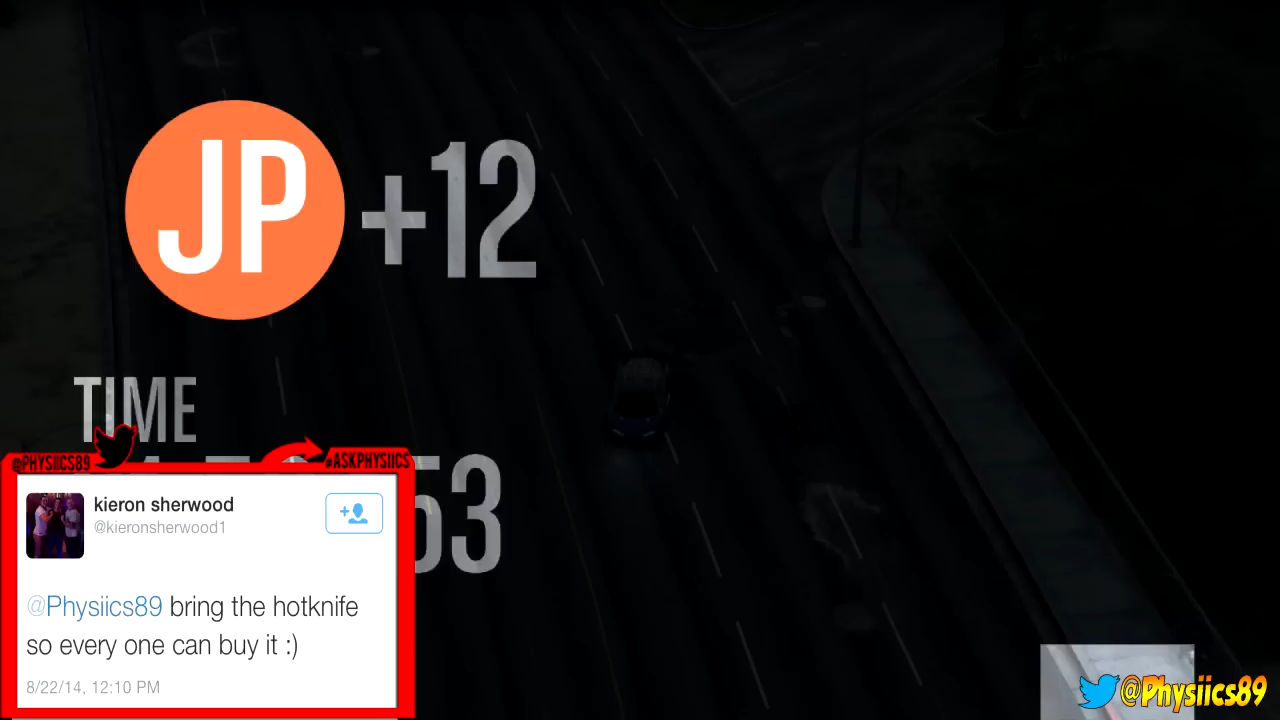 JP +12
TIME
53
@PHYSIICS89
#ASKPHYSIICS
kieron sherwood
@kieronsherwood1
@Physiics89 bring the hotknife
so every one can buy it :)
8/22/14, 12:10 PM
@Physiics89